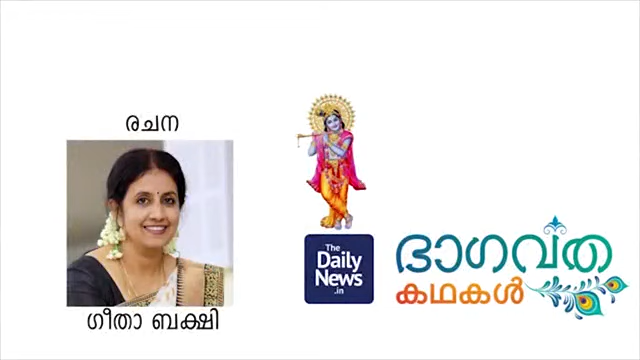 രചന
ഗീതാ ബക്ഷി
The
Daily
News
.in
ഭാഗവത
കഥകൾ